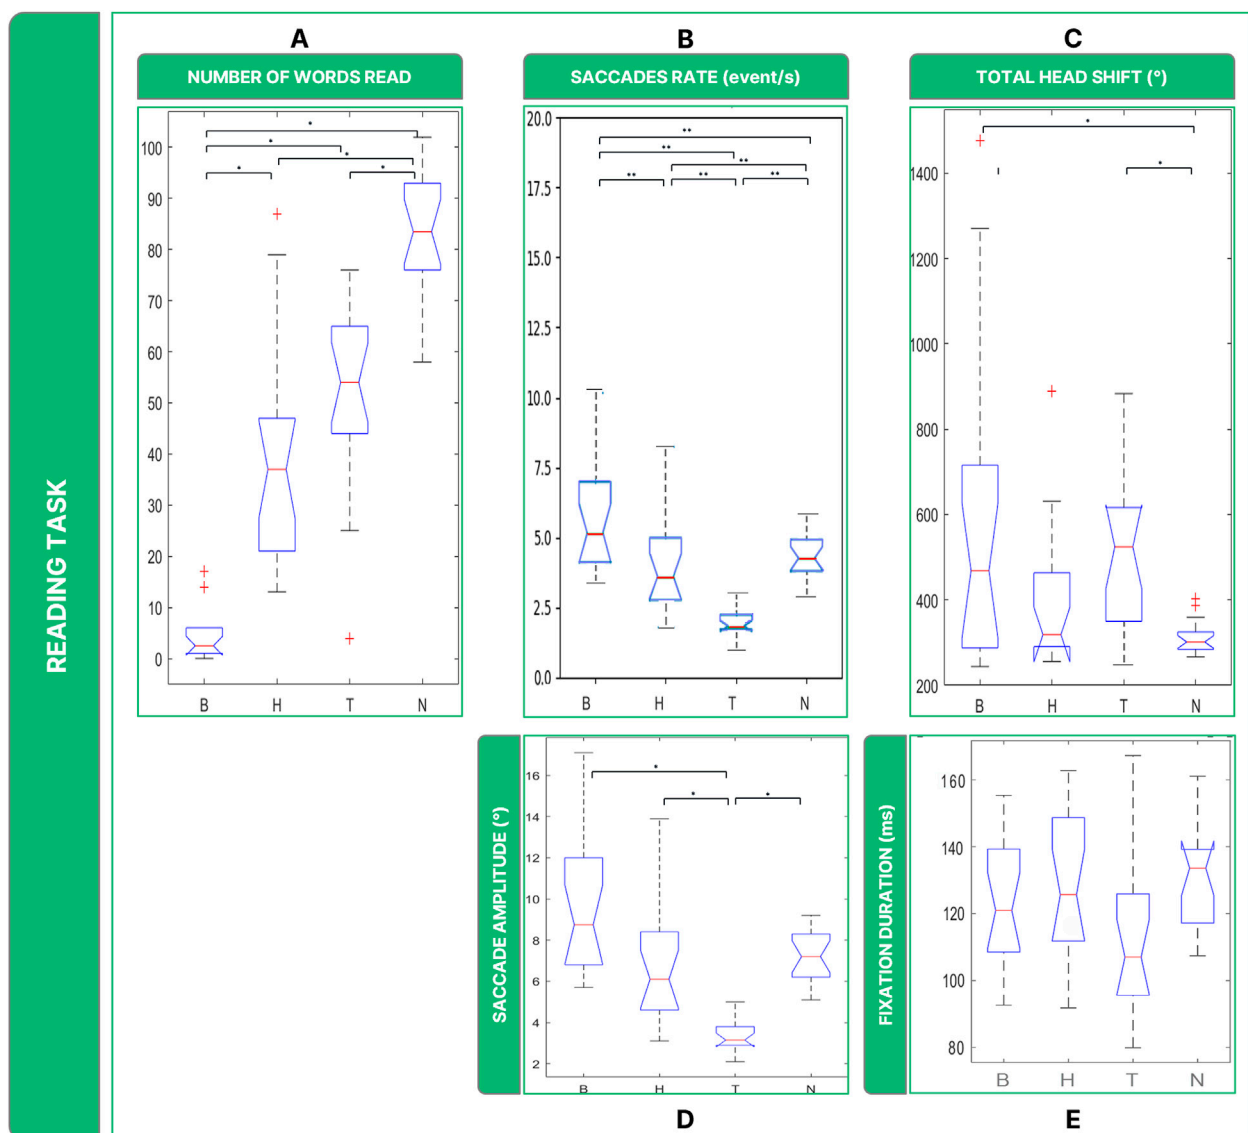 READING TASK
A
NUMBER OF WORDS READ
* * * * *
100
90
80
70
60
50
40
30
20
10
0
B H T N
B
SACCADES RATE (event/s)
** ** ** ** ** **
20.0
17.5
15.0
12.5
10.0
7.5
5.0
2.5
0.0
B H T N
C
TOTAL HEAD SHIFT (°)
* *
1400
1200
1000
800
600
400
200
B H T N
SACCADE AMPLITUDE (°)
* * *
16
14
12
10
8
6
4
2
B H T N
D
FIXATION DURATION (ms)
160
140
120
100
80
B H T N
E